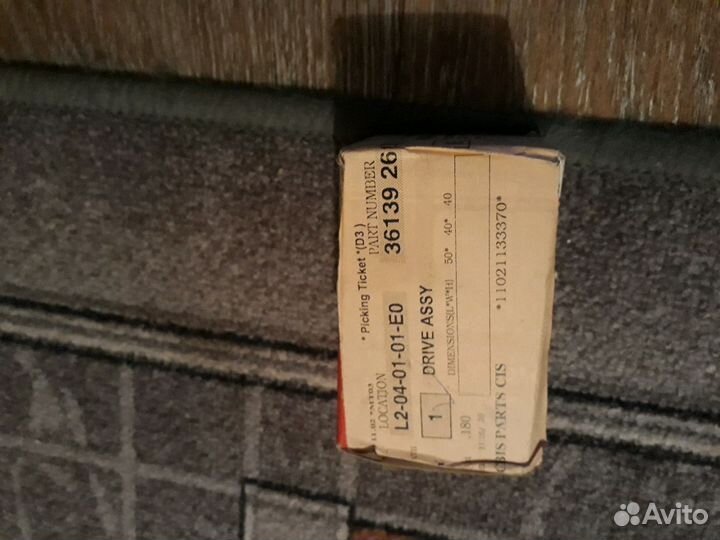 * Picking Ticket *(D3 )
LOCATION PART NUMBER
L2-04-01-01-E0 36139 26
1 DRIVE ASSY
DIMENSIONS(L*W*H) 50* 40* 40
.180
PARTS CIS *11021133370*
Avito